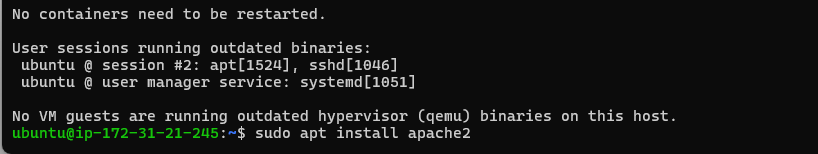 No containers need to be restarted.
User sessions running outdated binaries:
ubuntu @ session #2: apt[1524], sshd[1046]
ubuntu @ user manager service: systemd[1051]
No VM guests are running outdated hypervisor (qemu) binaries on this host.
ubuntu@ip-172-31-21-245:~$ sudo apt install apache2